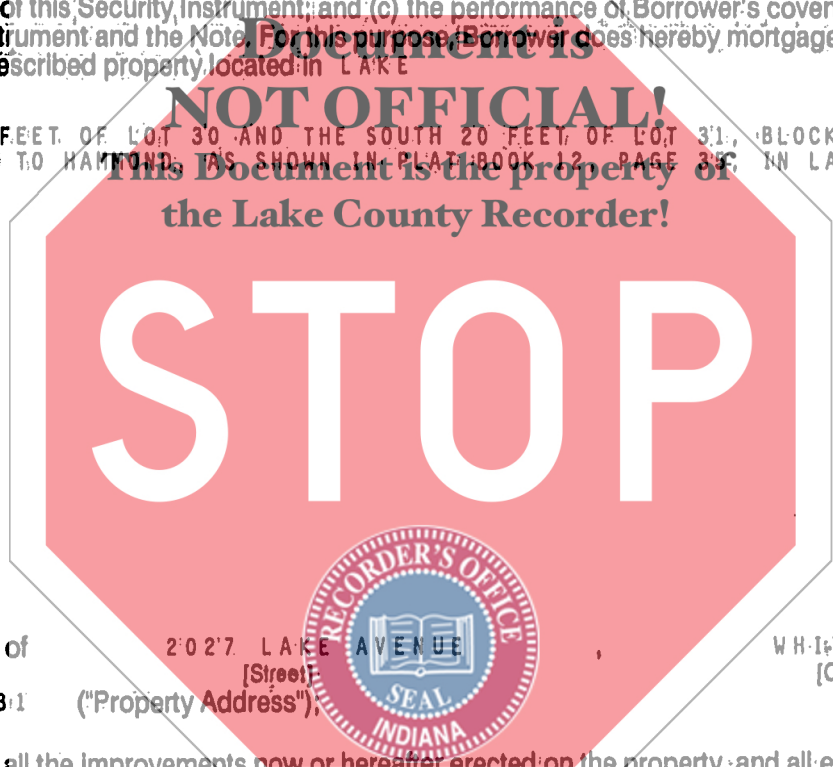 of this Security Instrument; and (c) the performance of Borrower's cover
trument and the Note. For this purpose, Borrower does hereby mortgage
Document is
escribed property located in LAKE
NOT OFFICIAL!
FEET OF LOT 30 AND THE SOUTH 20 FEET OF LOT 31, BLOCK
TO HAMMOND, AS SHOWN IN PLAT BOOK 12, PAGE 35, IN LA
This Document is the property of
the Lake County Recorder!
STOP
RECORDER'S OFFICE
of 2027 LAKE AVENUE , WHI
[Street]
("Property Address");
SEAL
INDIANA
all the improvements now or hereafter erected on the property, and all e